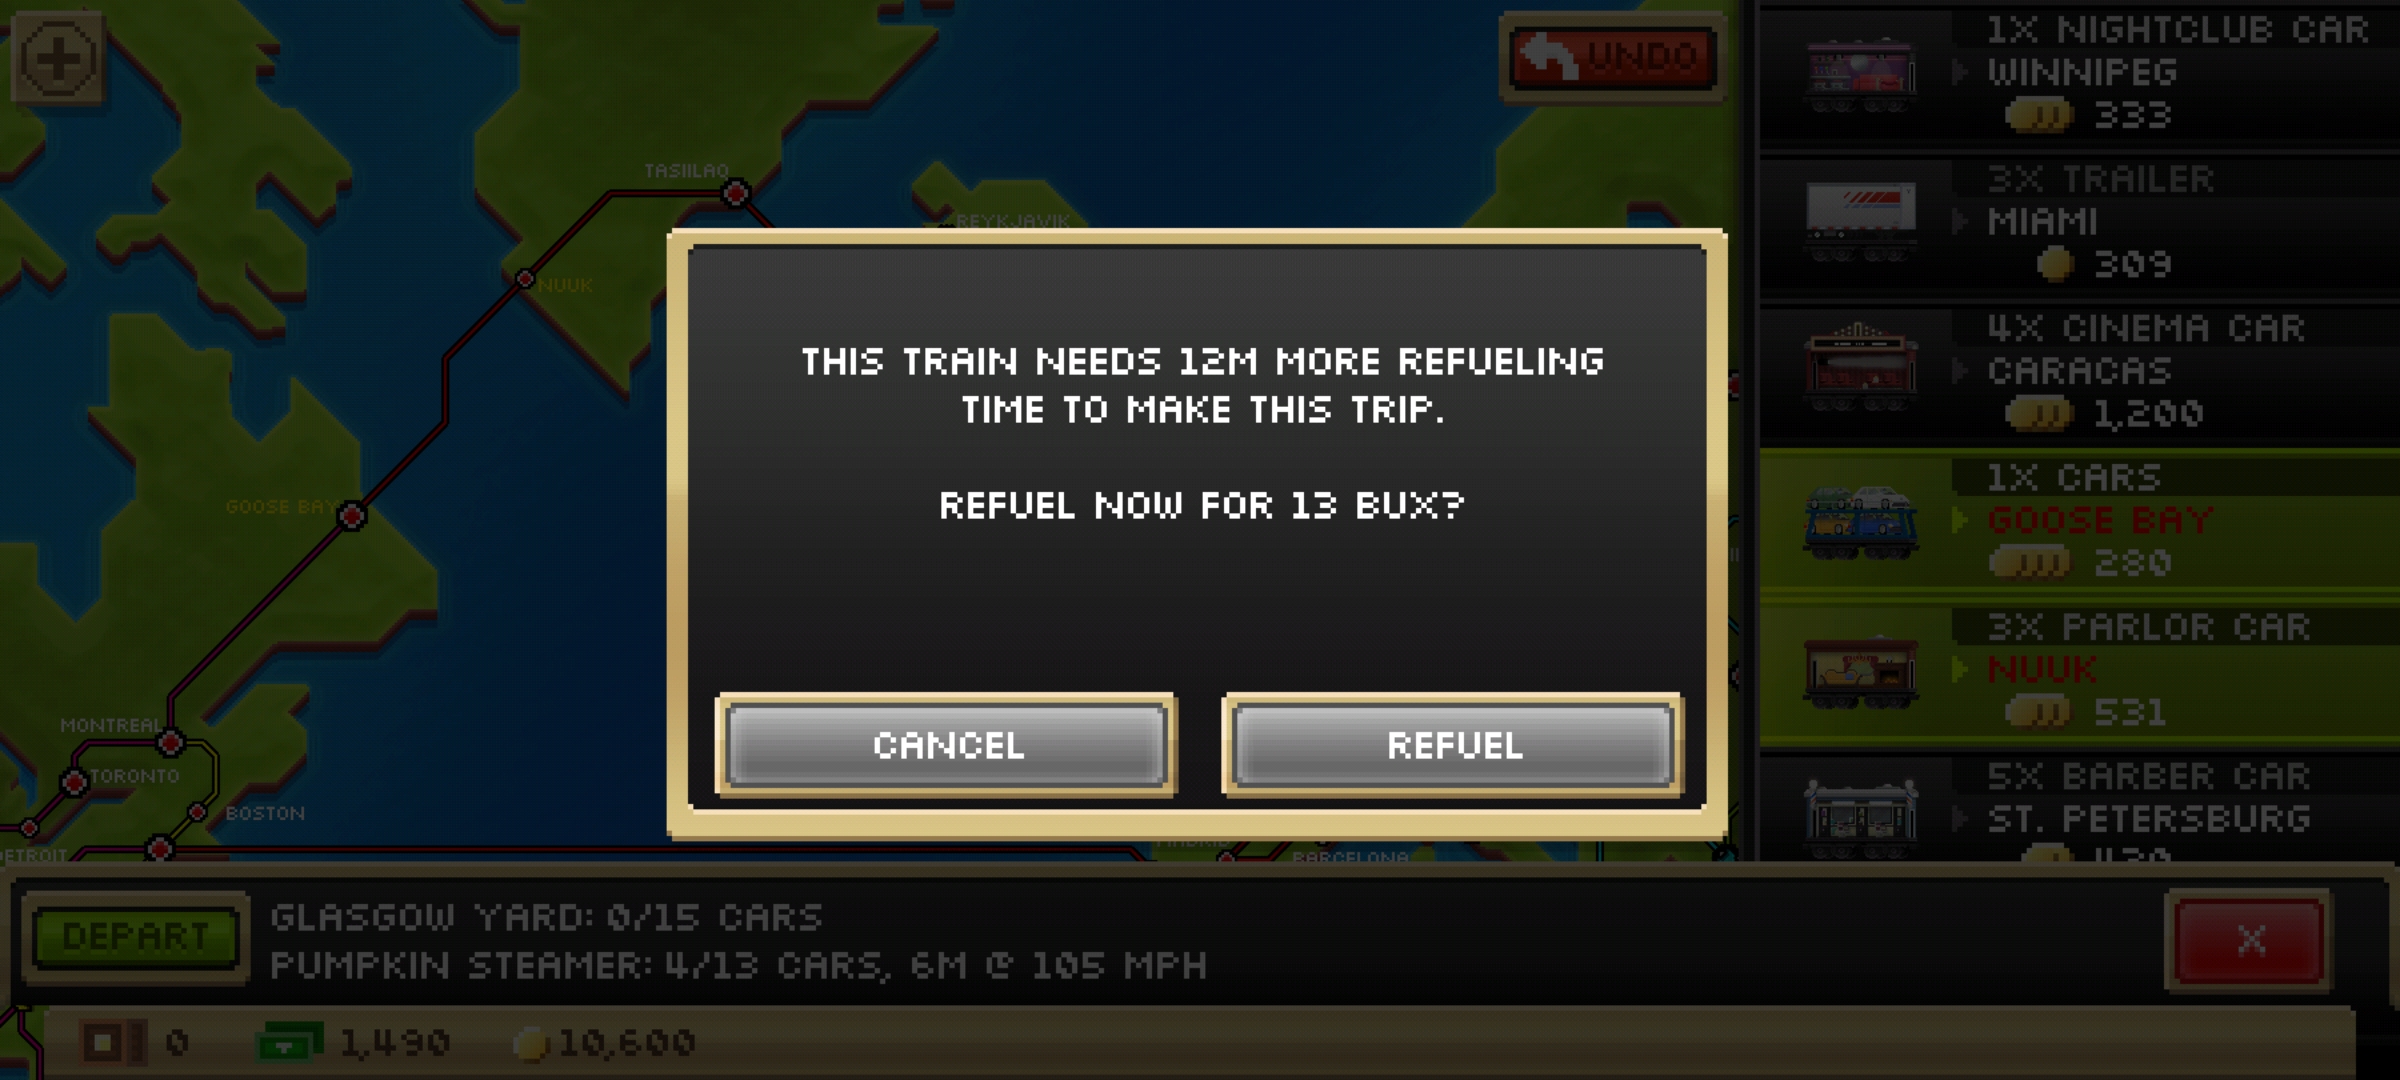 UNDO
TASIILAQ
REYKJAVIK
NUUK
GOOSE BAY
MONTREAL
TORONTO
BOSTON
DETROIT
MADRID
BARCELONA
THIS TRAIN NEEDS 12M MORE REFUELING
TIME TO MAKE THIS TRIP.
REFUEL NOW FOR 13 BUX?
CANCEL
REFUEL
1X NIGHTCLUB CAR
WINNIPEG
333
3X TRAILER
MIAMI
309
4X CINEMA CAR
CARACAS
1,200
1X CARS
GOOSE BAY
280
3X PARLOR CAR
NUUK
531
5X BARBER CAR
ST. PETERSBURG
DEPART
GLASGOW YARD: 0/15 CARS
PUMPKIN STEAMER: 4/13 CARS, 6M @ 105 MPH
X
0
1,490
10,600